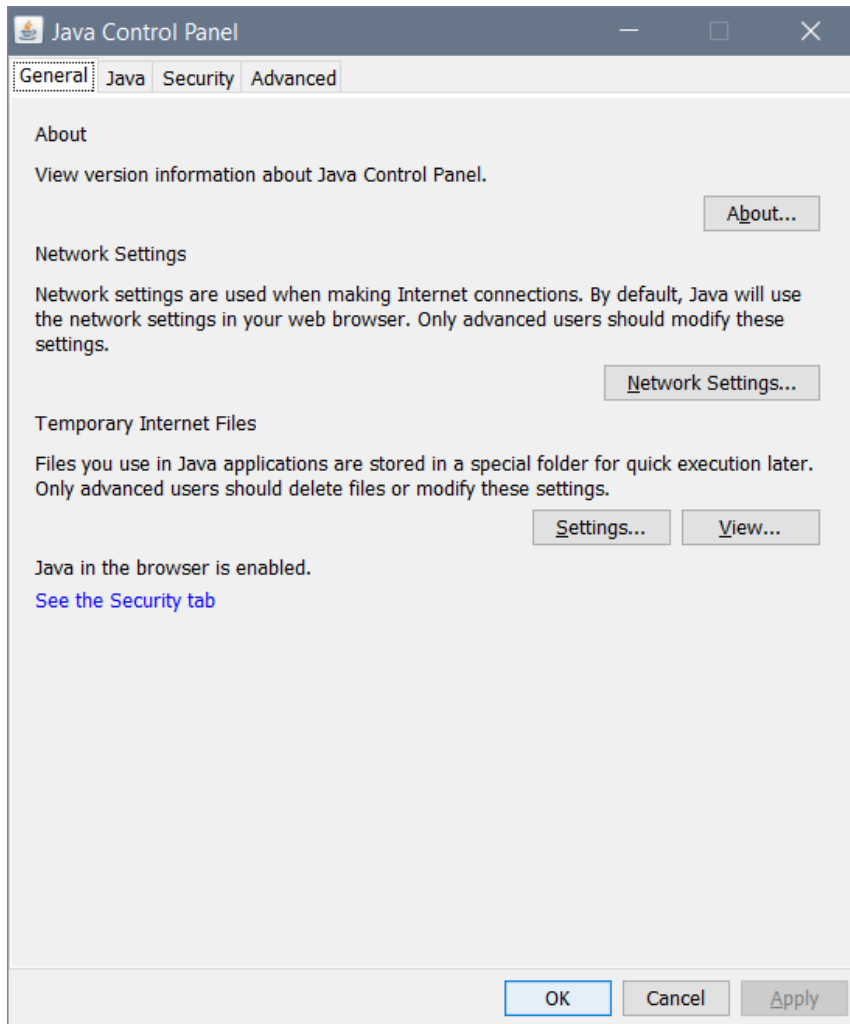 Java Control Panel
General Java Security Advanced
About
View version information about Java Control Panel.
About...
Network Settings
Network settings are used when making Internet connections. By default, Java will use
the network settings in your web browser. Only advanced users should modify these
settings.
Network Settings...
Temporary Internet Files
Files you use in Java applications are stored in a special folder for quick execution later.
Only advanced users should delete files or modify these settings.
Settings... View...
Java in the browser is enabled.
See the Security tab
OK Cancel Apply